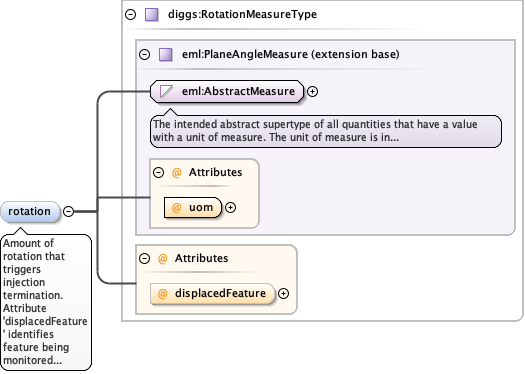 diggs:RotationMeasureType
eml:PlaneAngleMeasure (extension base)
eml:AbstractMeasure
The intended abstract supertype of all quantities that have a value
with a unit of measure. The unit of measure is in...
@ Attributes
@ uom
rotation
Amount of
rotation that
triggers
injection
termination.
Attribute
'displacedFeature
' identifies
feature being
monitored...
@ Attributes
@ displacedFeature